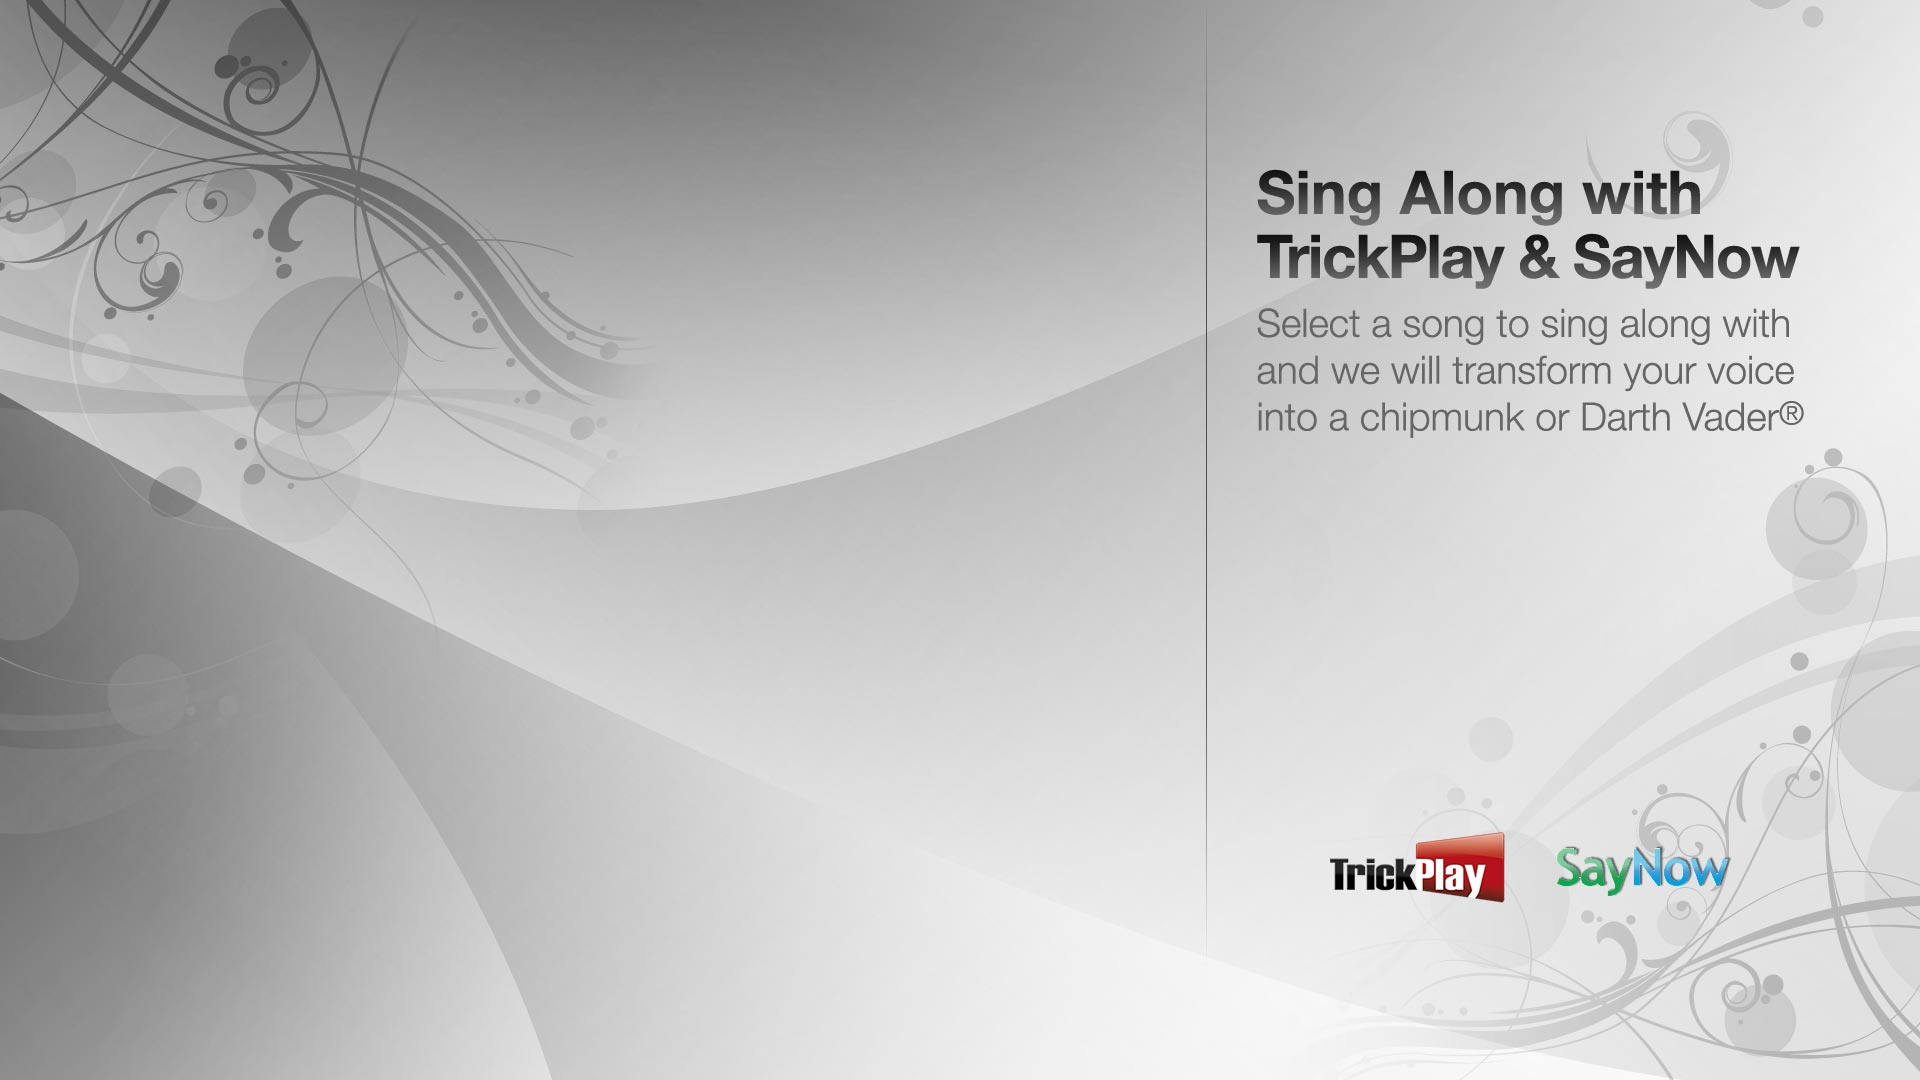 Sing Along with
TrickPlay & SayNow
Select a song to sing along with
and we will transform your voice
into a chipmunk or Darth Vader®
TrickPlay SayNow